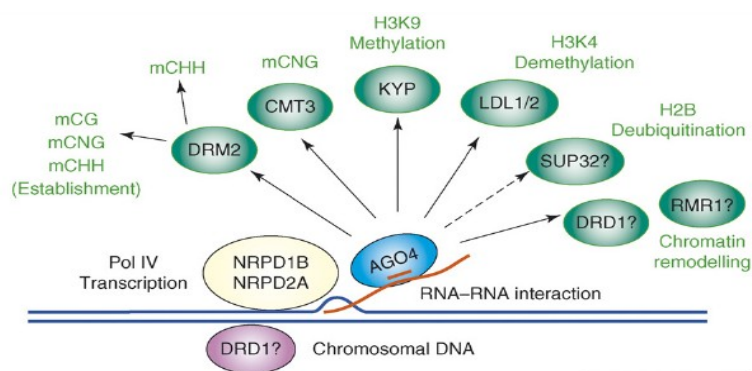 H3K9
Methylation
mCNG
mCHH
H3K4
Demethylation
KYP
CMT3
LDL1/2
mCG
mCNG
mCHH
(Establishment)
DRM2
H2B
Deubiquitination
SUP32?
DRD1?
RMR1?
Chromatin
remodelling
Pol IV
Transcription
NRPD1B
NRPD2A
AGO4
RNA–RNA interaction
DRD1?
Chromosomal DNA